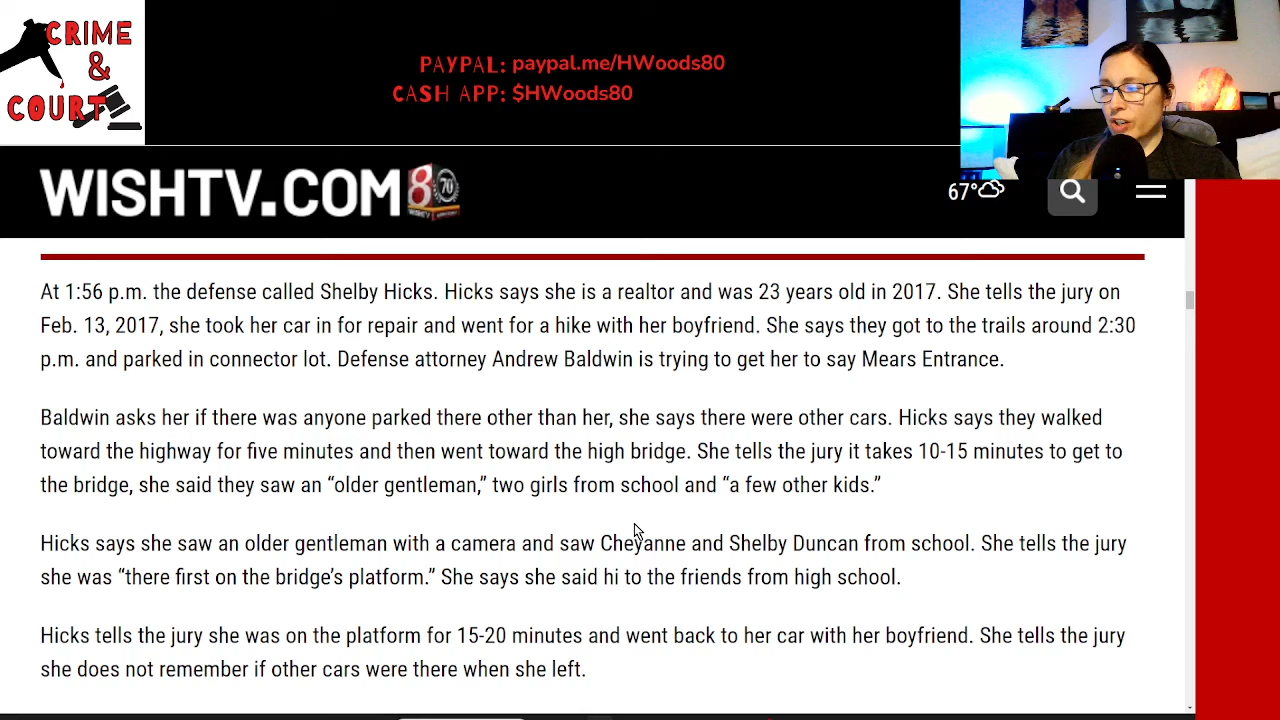 CRIME
&
COURT
PAYPAL: paypal.me/HWoods80
CASH APP: $HWoods80
WISHTV.COM 8 70
67°
At 1:56 p.m. the defense called Shelby Hicks. Hicks says she is a realtor and was 23 years old in 2017. She tells the jury on
Feb. 13, 2017, she took her car in for repair and went for a hike with her boyfriend. She says they got to the trails around 2:30
p.m. and parked in connector lot. Defense attorney Andrew Baldwin is trying to get her to say Mears Entrance.
Baldwin asks her if there was anyone parked there other than her, she says there were other cars. Hicks says they walked
toward the highway for five minutes and then went toward the high bridge. She tells the jury it takes 10-15 minutes to get to
the bridge, she said they saw an “older gentleman,” two girls from school and “a few other kids.”
Hicks says she saw an older gentleman with a camera and saw Cheyanne and Shelby Duncan from school. She tells the jury
she was “there first on the bridge’s platform.” She says she said hi to the friends from high school.
Hicks tells the jury she was on the platform for 15-20 minutes and went back to her car with her boyfriend. She tells the jury
she does not remember if other cars were there when she left.